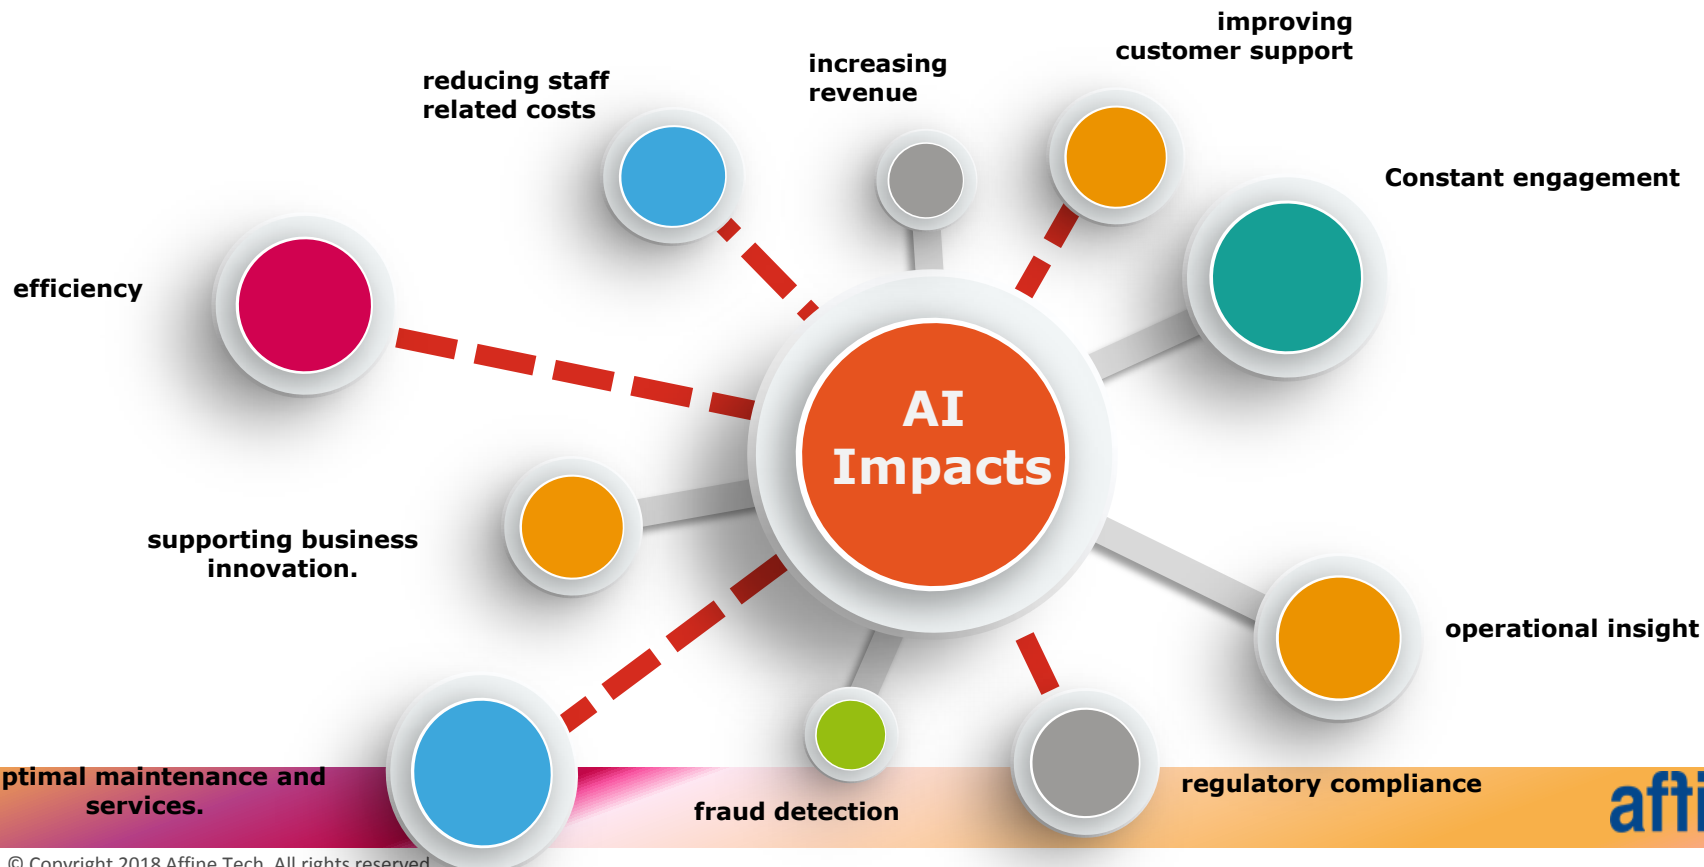 improving
customer support
increasing
revenue
reducing staff
related costs
Constant engagement
efficiency
AI
Impacts
supporting business
innovation.
operational insight
ptimal maintenance and
services.
regulatory compliance
fraud detection
affi
© Copyright 2018 Affine Tech. All rights reserved